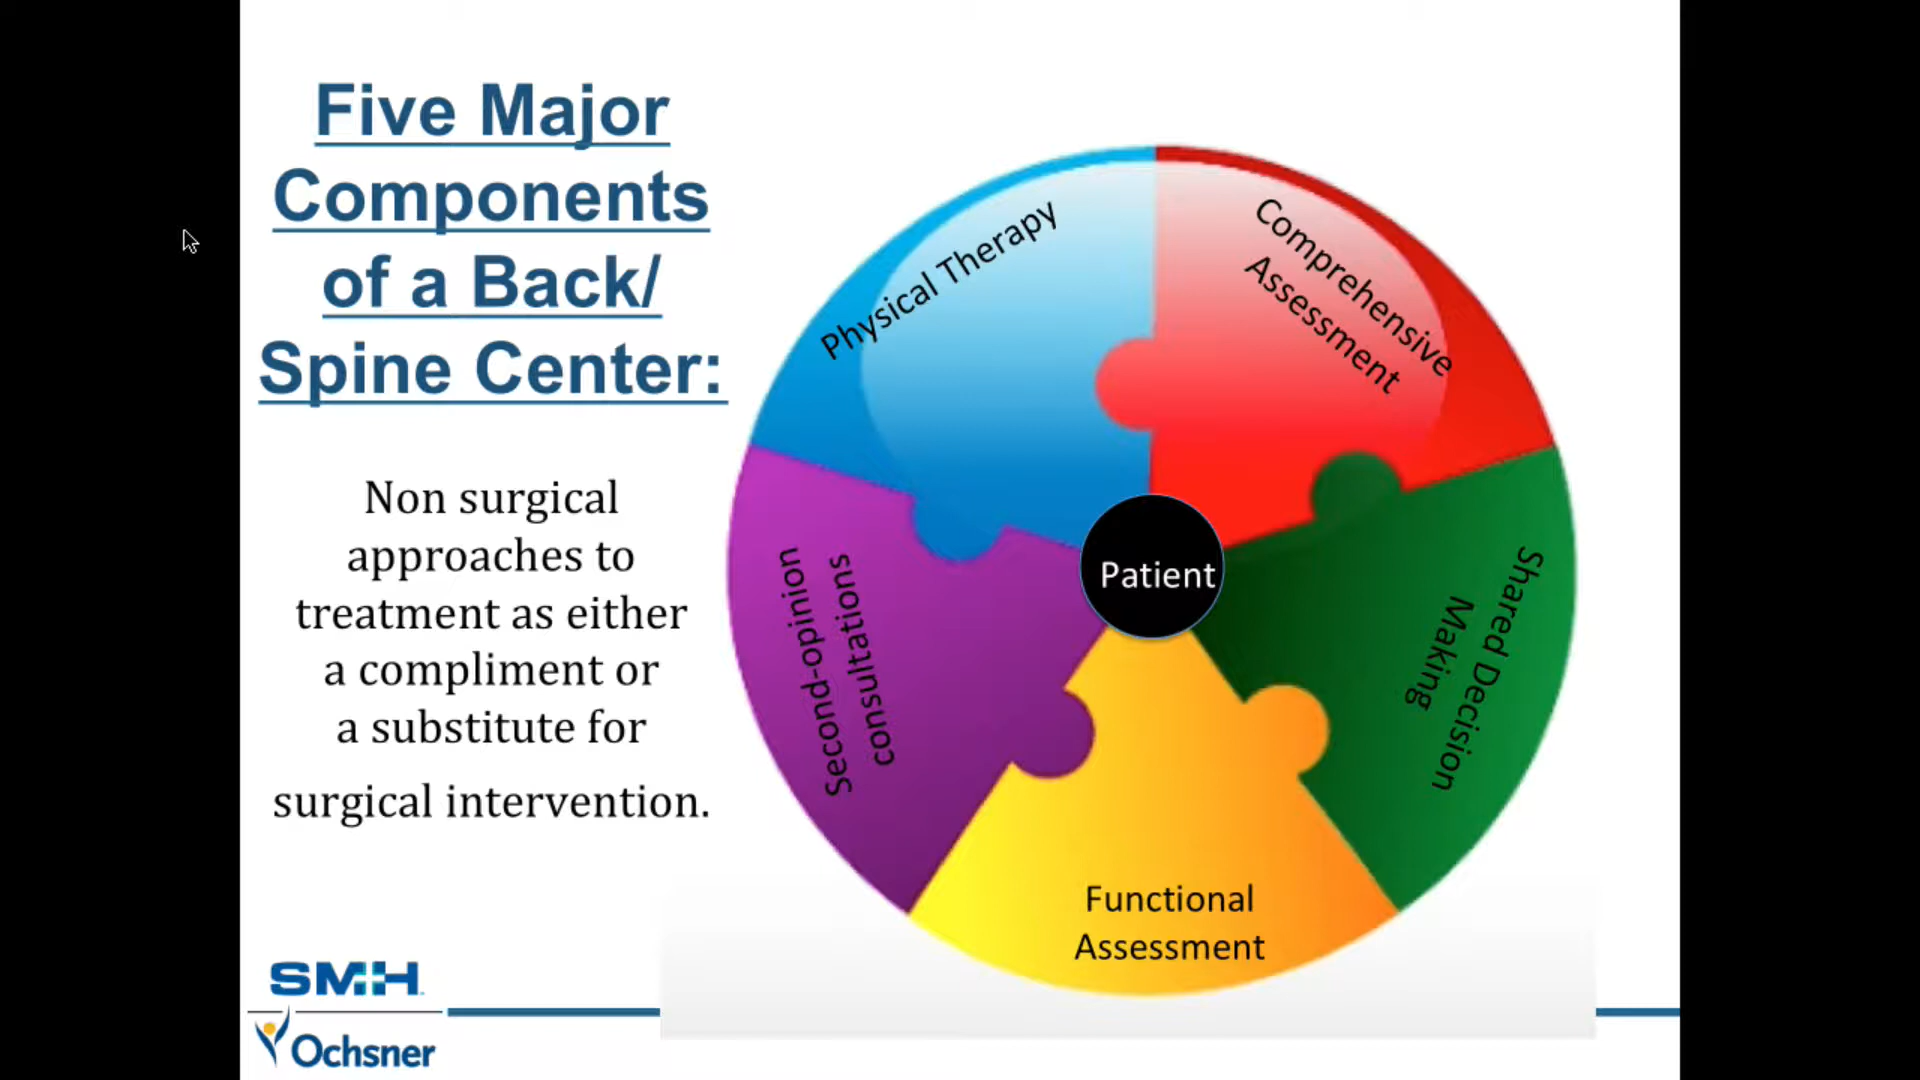 Five Major
Components
of a Back/
Spine Center:
Non surgical
approaches to
treatment as either
a compliment or
a substitute for
surgical intervention.
Physical Therapy
Comprehensive
Assessment
Shared Decision
Making
Functional
Assessment
Second-opinion
consultations
Patient
SMH
Ochsner